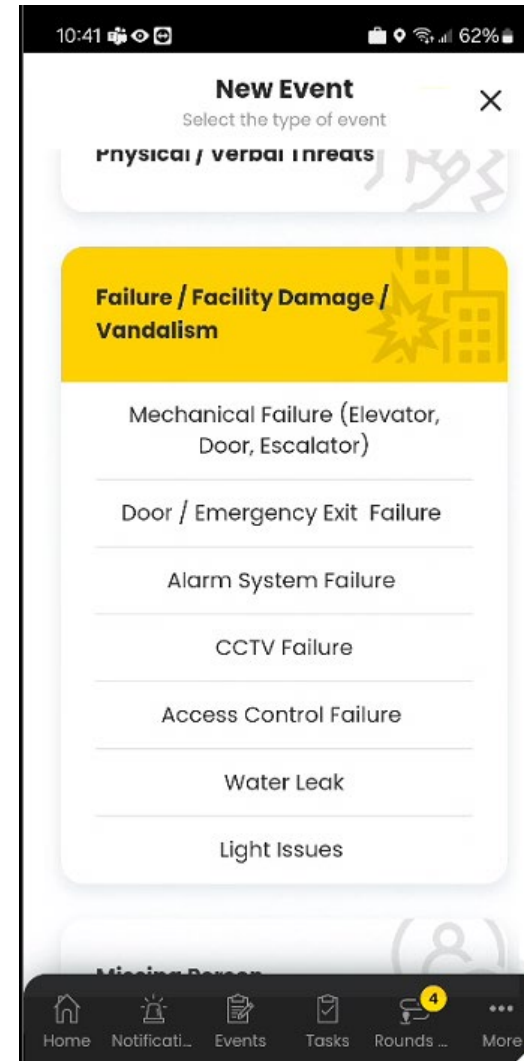 10:41 62%
New Event
Select the type of event
Physical / Verbal Threats
Failure / Facility Damage /
Vandalism
Mechanical Failure (Elevator,
Door, Escalator)
Door / Emergency Exit Failure
Alarm System Failure
CCTV Failure
Access Control Failure
Water Leak
Light Issues
Missing Person
4
Home Notificati... Events Tasks Rounds ... More